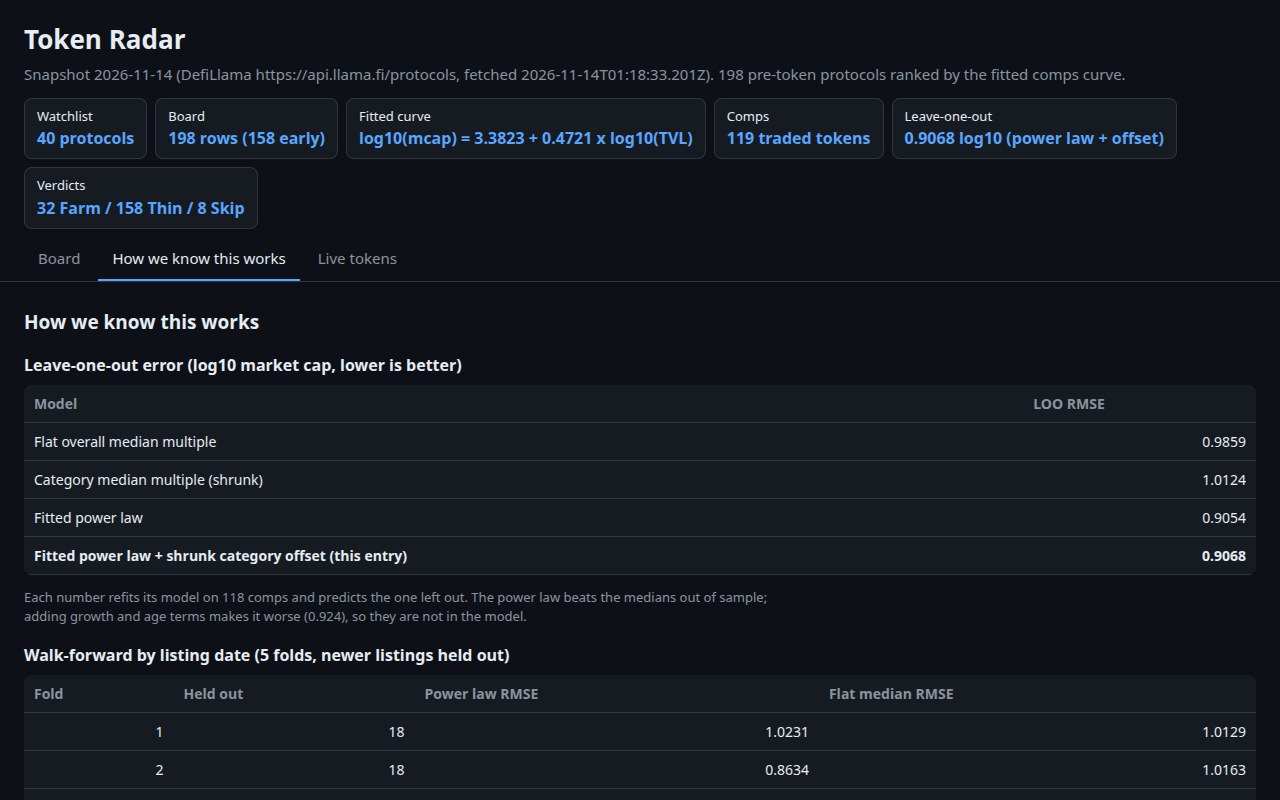 Token Radar
Snapshot 2026-11-14 (DefiLlama https://api.llama.fi/protocols, fetched 2026-11-14T01:18:33.201Z). 198 pre-token protocols ranked by the fitted comps curve.
Watchlist
40 protocols
Board
198 rows (158 early)
Fitted curve
log10(mcap) = 3.3823 + 0.4721 x log10(TVL)
Comps
119 traded tokens
Leave-one-out
0.9068 log10 (power law + offset)
Verdicts
32 Farm / 158 Thin / 8 Skip
Board How we know this works Live tokens
How we know this works
Leave-one-out error (log10 market cap, lower is better)
Model LOO RMSE
Flat overall median multiple 0.9859
Category median multiple (shrunk) 1.0124
Fitted power law 0.9054
Fitted power law + shrunk category offset (this entry) 0.9068
Each number refits its model on 118 comps and predicts the one left out. The power law beats the medians out of sample;
adding growth and age terms makes it worse (0.924), so they are not in the model.
Walk-forward by listing date (5 folds, newer listings held out)
Fold Held out Power law RMSE Flat median RMSE
1 18 1.0231 1.0129
2 18 0.8634 1.0163